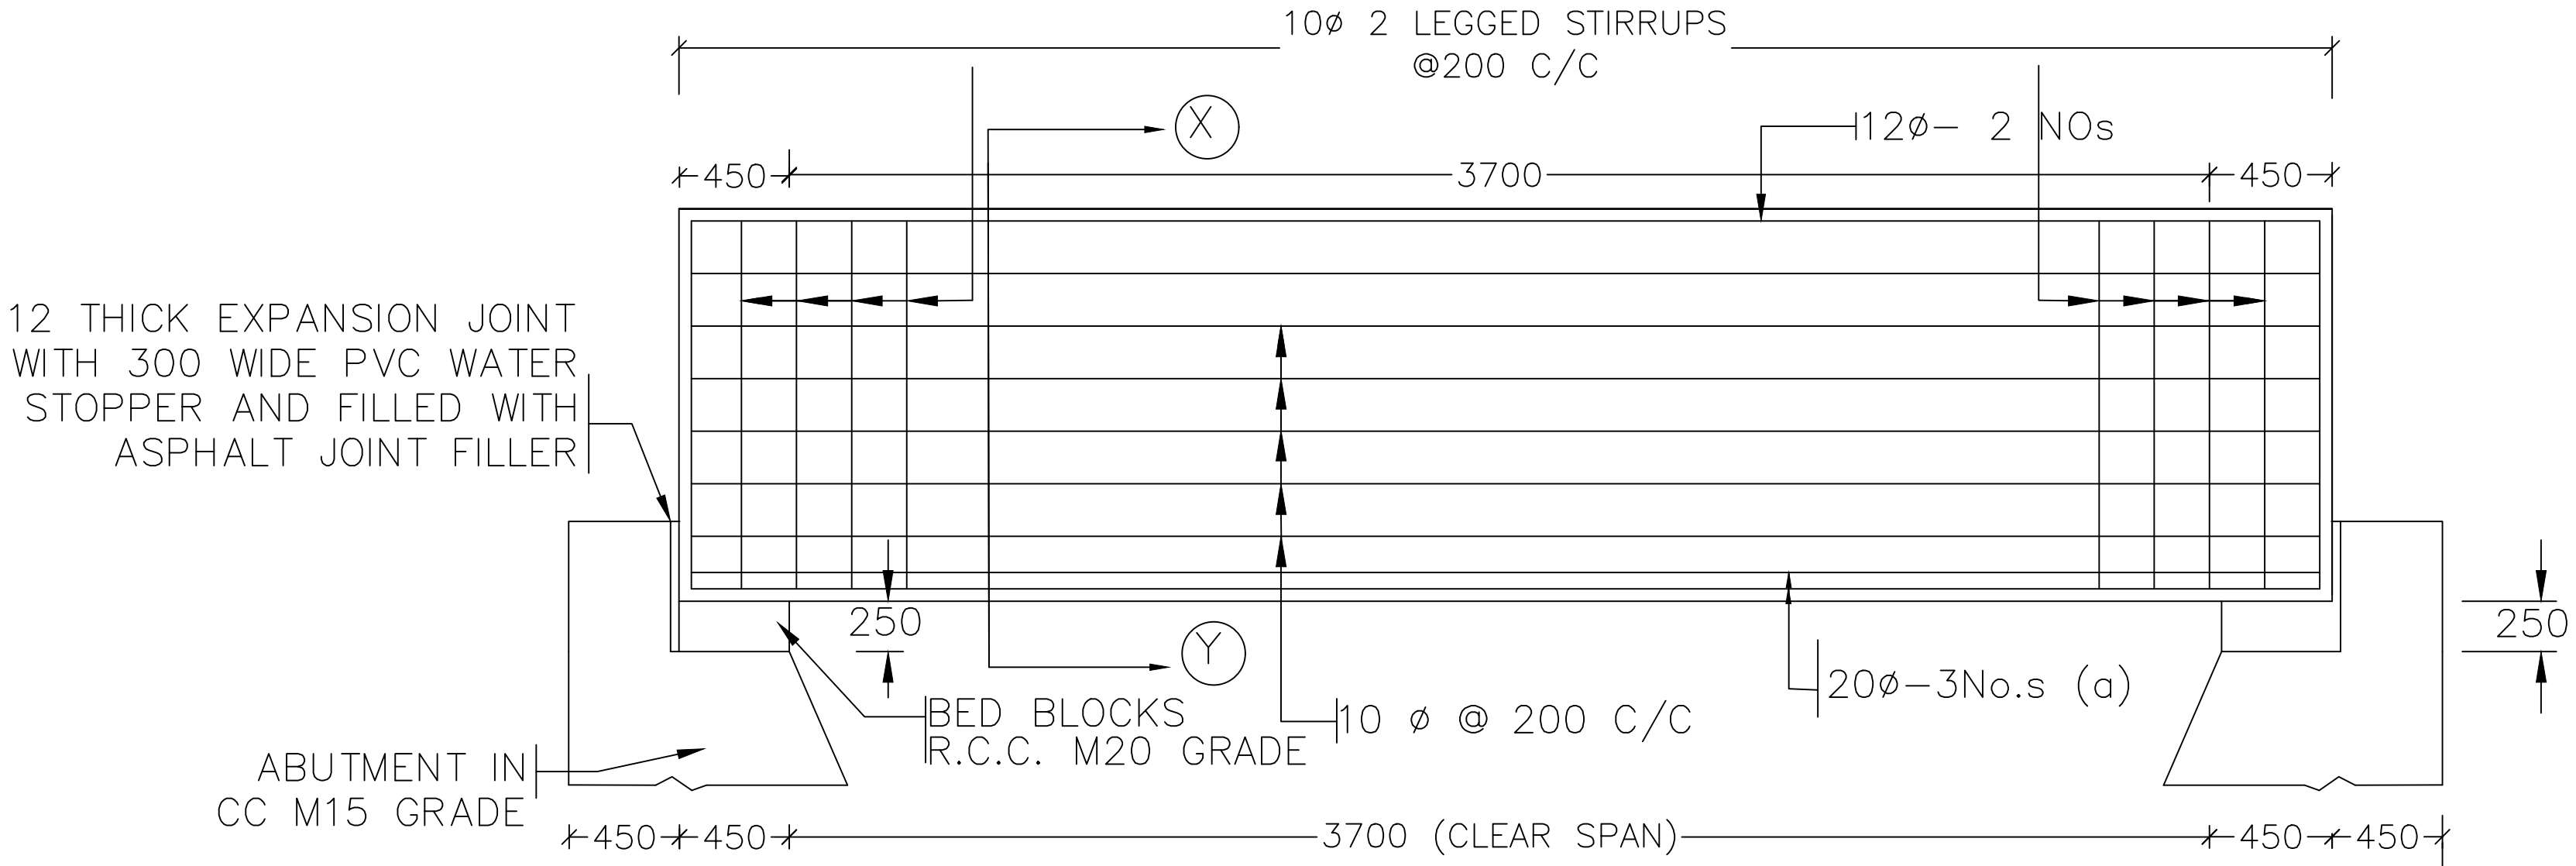 10ø 2 LEGGED STIRRUPS
@200 C/C
X
12ø- 2 NOs
450
3700
450
12 THICK EXPANSION JOINT
WITH 300 WIDE PVC WATER
STOPPER AND FILLED WITH
ASPHALT JOINT FILLER
250
250
Y
20ø-3No.s (a)
BED BLOCKS
R.C.C. M20 GRADE
10 ø @ 200 C/C
ABUTMENT IN
CC M15 GRADE
450
450
3700 (CLEAR SPAN)
450
450